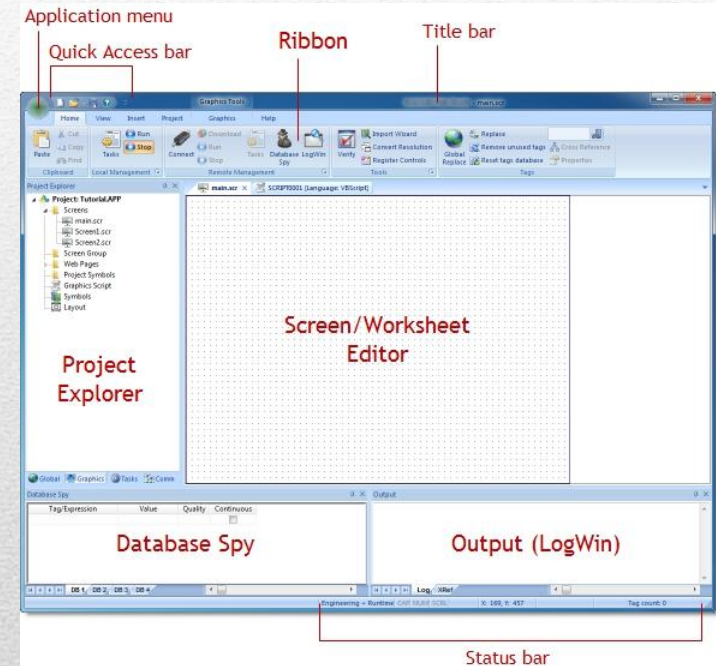 Application menu
Quick Access bar
Ribbon
Title bar
Graphics Tools
main.scr
Home View Insert Project Graphics Help
Paste
Cut
Copy
Find
Clipboard
Tasks
Run
Stop
Local Management
Connect
Download
Run
Stop
Tasks
Database Spy
LogWin
Remote Management
Verify
Import Wizard
Convert Resolution
Register Controls
Tools
Global Replace
Replace
Remove unused tags
Reset tags database
Cross Reference
Properties
Tags
Project Explorer
main.scr
SCRIPT0001 (Language: VBScript)
Project: Tutorial.APP
Screens
main.scr
Screen1.scr
Screen2.scr
Screen Group
Web Pages
Project Symbols
Graphics Script
Symbols
Layout
Project
Explorer
Screen/Worksheet
Editor
Global Graphics Tasks Comm
Database Spy
Output
Tag/Expression Value Quality Continuous
Database Spy
Output (LogWin)
DB 1 DB 2 DB 3 DB 4
Log XRef
Engineering + Runtime CAP NUM SCRL X: 169, Y: 457 Tag count: 0
Status bar